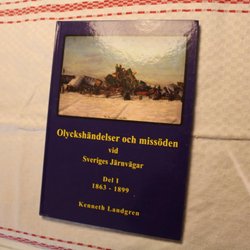 Olyckshändelser och missöden
vid
Sveriges Järnvägar
Del I
1863 - 1899
Kenneth Landgren